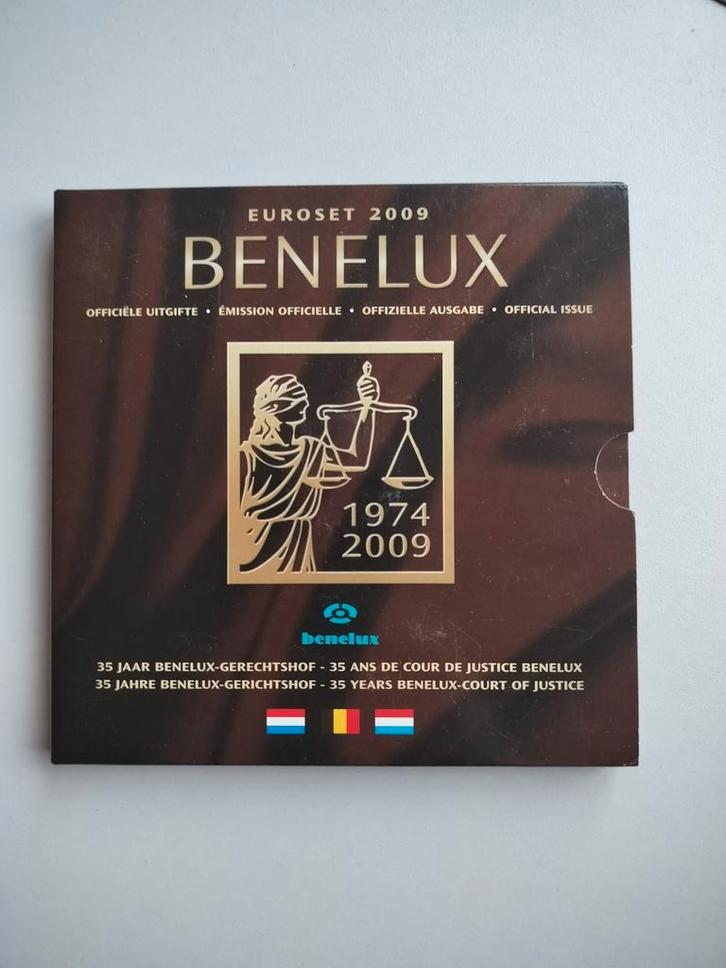 EUROSET 2009
BENELUX
OFFICIËLE UITGIFTE • ÉMISSION OFFICIELLE • OFFIZIELLE AUSGABE • OFFICIAL ISSUE
1974
2009
benelux
35 JAAR BENELUX-GERECHTSHOF - 35 ANS DE COUR DE JUSTICE BENELUX
35 JAHRE BENELUX-GERICHTSHOF - 35 YEARS BENELUX-COURT OF JUSTICE